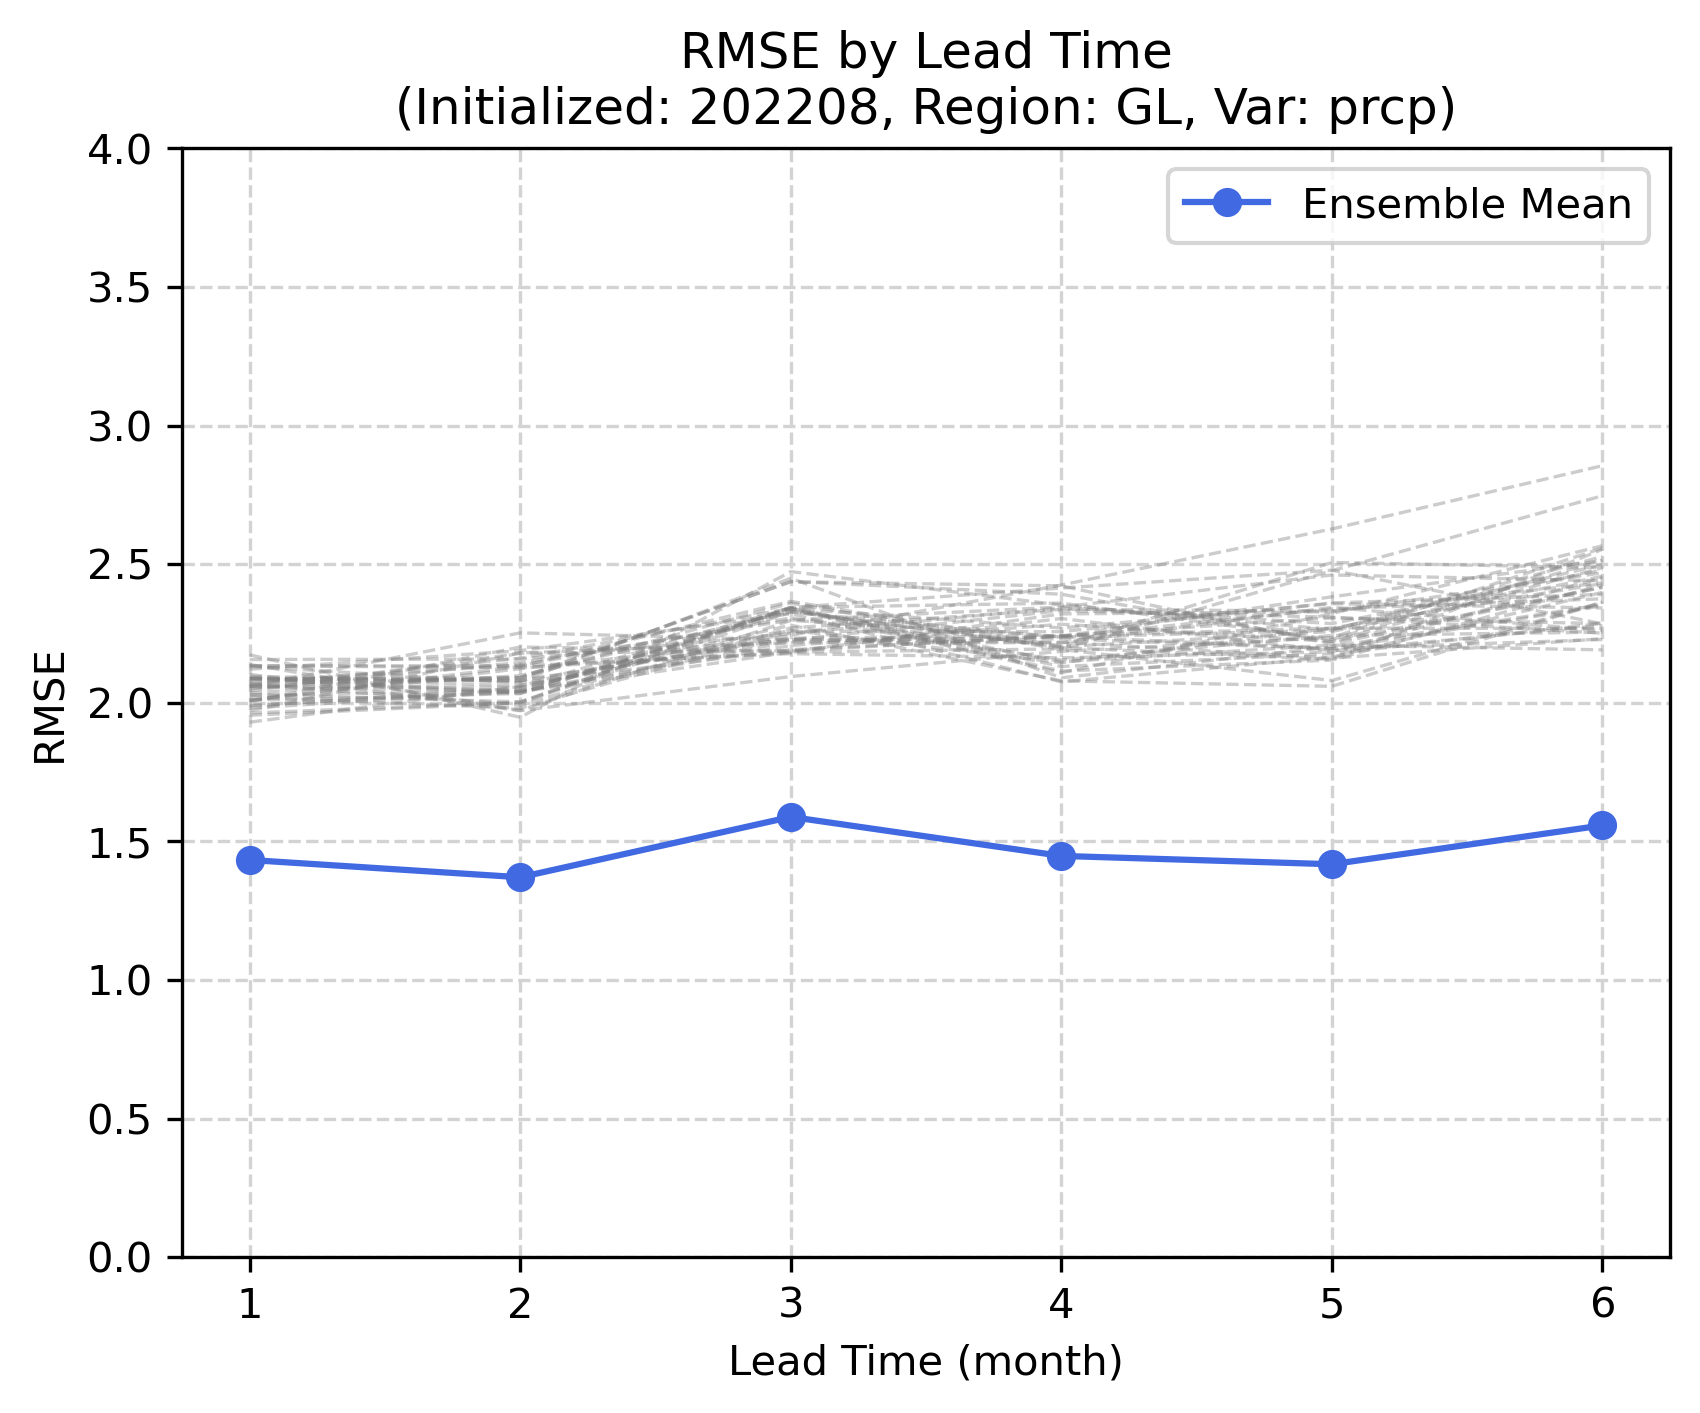 RMSE by Lead Time
(Initialized: 202208, Region: GL, Var: prcp)
Ensemble Mean
4.0
3.5
3.0
2.5
2.0
1.5
1.0
0.5
0.0
RMSE
1 2 3 4 5 6
Lead Time (month)